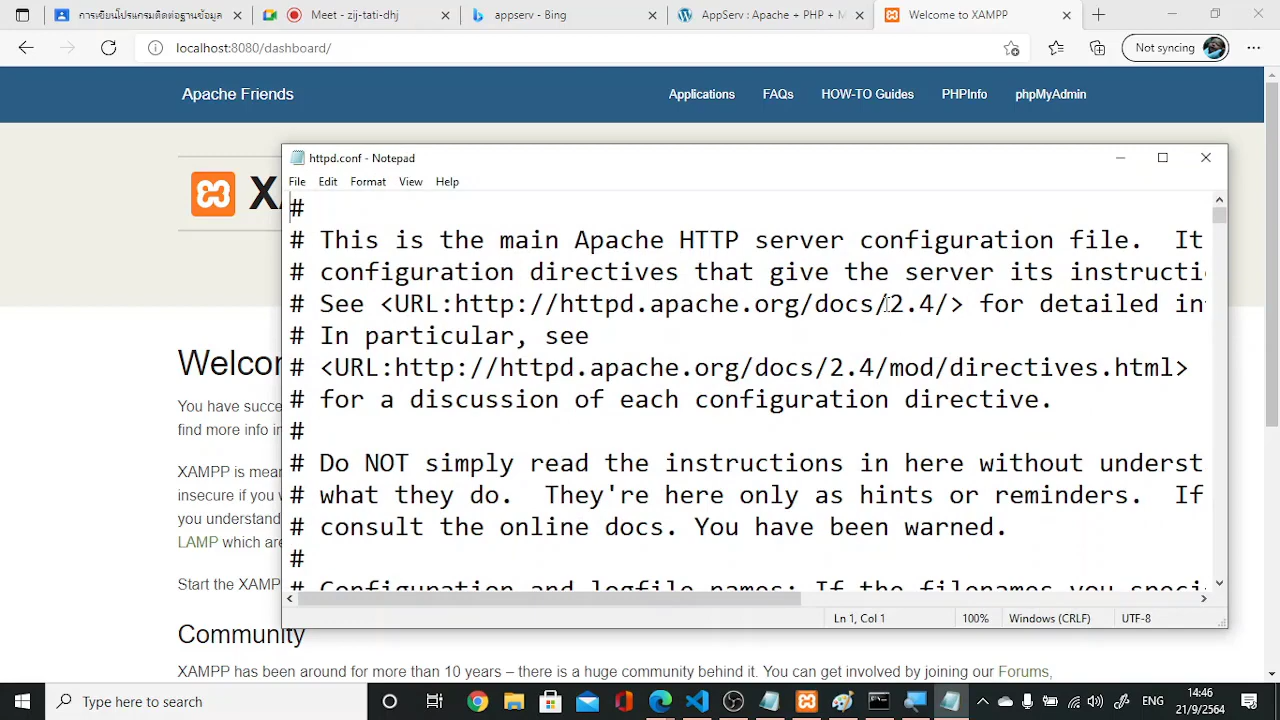 การเขียนโปรแกรมติดต่อฐานข้อมูล
Meet - zij-tati-dhj
appserv - Bing
AppServ : Apache + PHP + M
Welcome to XAMPP
localhost:8080/dashboard/
Not syncing
Apache Friends
Applications
FAQs
HOW-TO Guides
PHPInfo
phpMyAdmin
XA
httpd.conf - Notepad
File Edit Format View Help
#
# This is the main Apache HTTP server configuration file.  It
# configuration directives that give the server its instructi
# See <URL:http://httpd.apache.org/docs/2.4/> for detailed in
# In particular, see
# <URL:http://httpd.apache.org/docs/2.4/mod/directives.html>
# for a discussion of each configuration directive.
#
# Do NOT simply read the instructions in here without underst
# what they do.  They're here only as hints or reminders.  If
# consult the online docs. You have been warned.
#
# Configuration and logfile names: If the filenames you speci
Ln 1, Col 1
100%
Windows (CRLF)
UTF-8
Welcom
You have succe
find more info in
XAMPP is mean
insecure if you w
you understand
LAMP which are
Start the XAMP
Community
XAMPP has been around for more than 10 years – there is a huge community behind it. You can get involved by joining our Forums,
Type here to search
ENG
14:46
21/9/2564